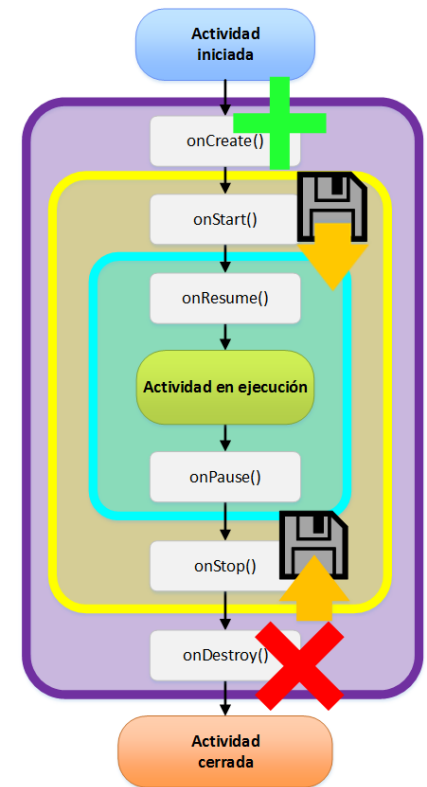 Actividad
iniciada
onCreate()
onStart()
onResume()
Actividad en ejecución
onPause()
onStop()
onDestroy()
Actividad
cerrada